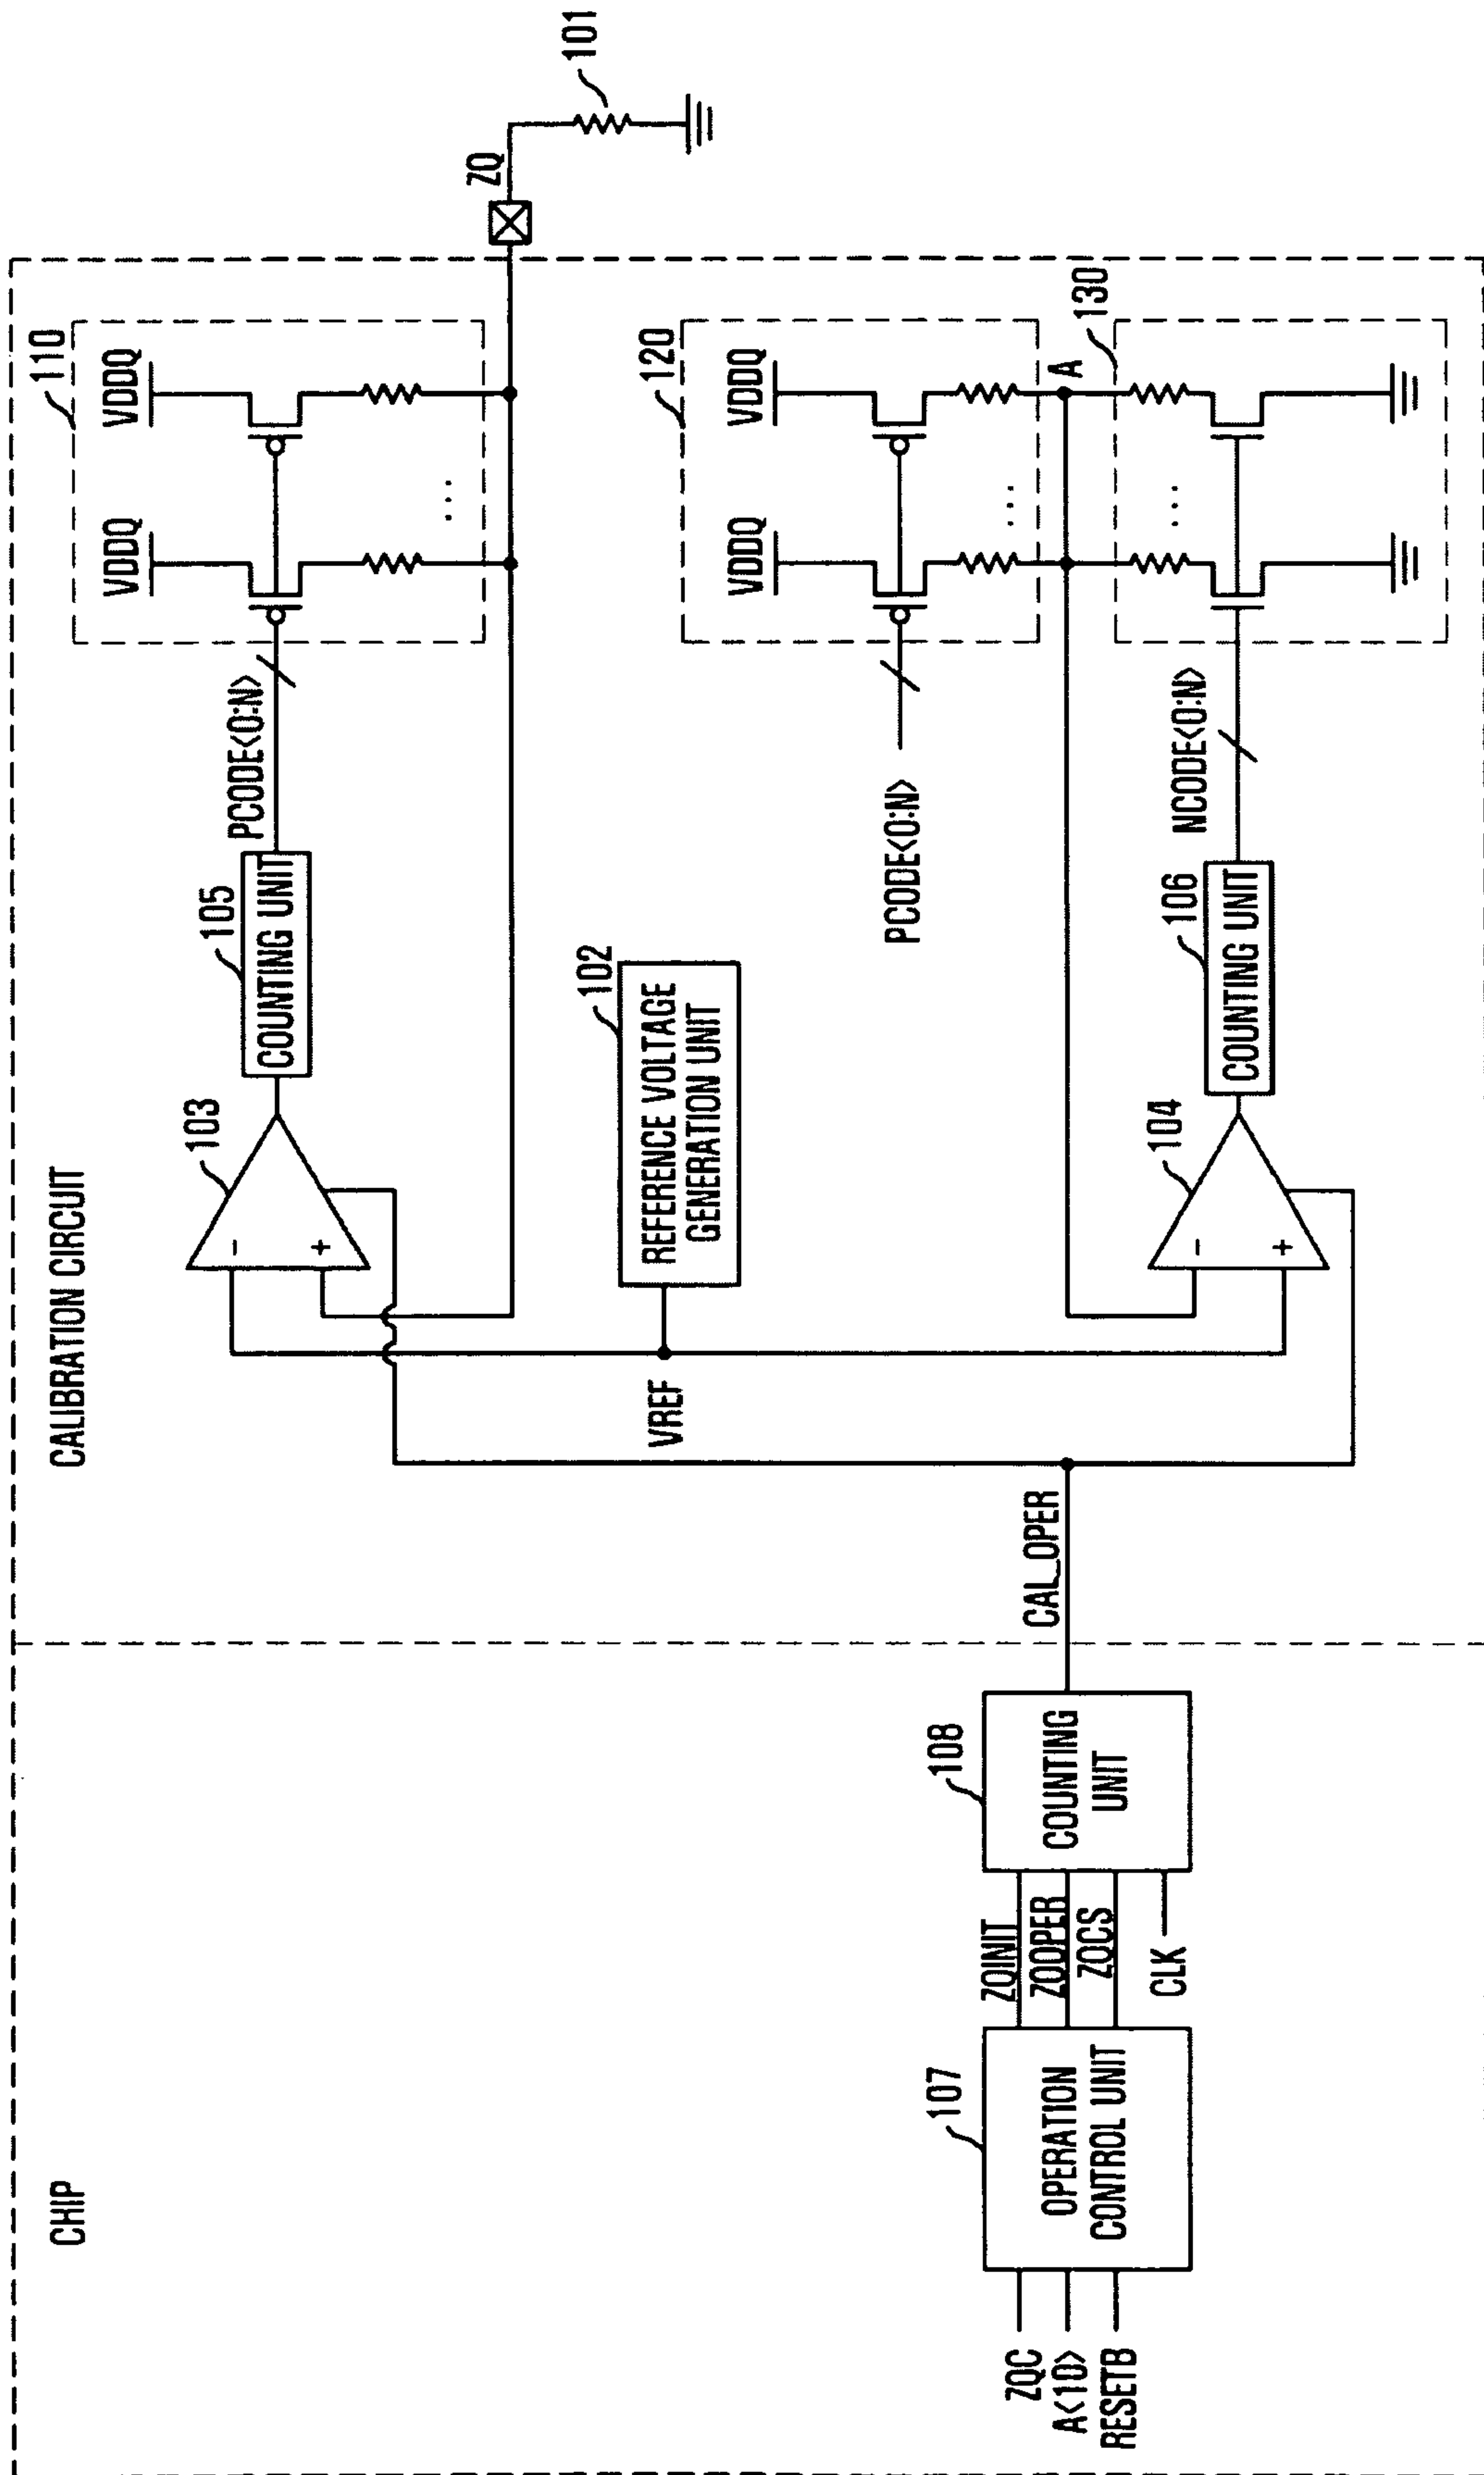 CHIP
CALIBRATION CIRCUIT
103
105
COUNTING UNIT
PCODE<0:N>
110
VDDQ
VDDQ
...
ZQ
101
102
REFERENCE VOLTAGE
GENERATION UNIT
VREF
-
+
PCODE<0:N>
120
VDDQ
VDDQ
...
A
130
...
104
-
+
106
COUNTING UNIT
NCODE<0:N>
CAL_OPER
108
COUNTING
UNIT
ZQINIT
ZQOPER
ZQCS
CLK
107
OPERATION
CONTROL UNIT
ZQC
A<10>
RESETB